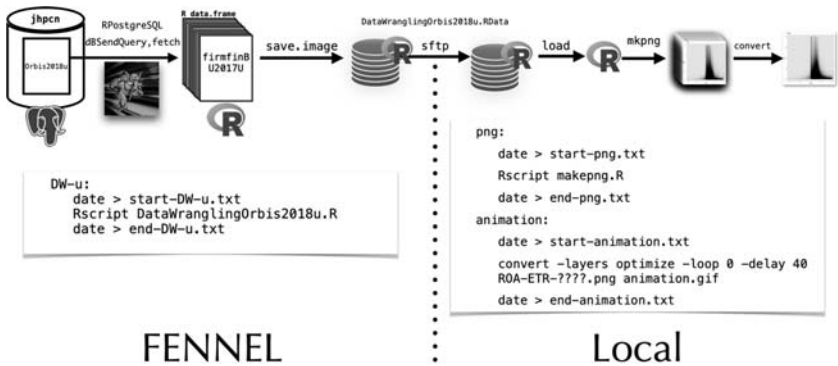 jhpcn
Orbis2018u
RPostgreSQL
dBSendQuery,fetch
R data.frame
firmfinB
U2017U
R
save.image
DataWranglingOrbis2018u.RData
R
sftp
R
load
R
mkpng
convert
DW-u:
date > start-DW-u.txt
Rscript DataWranglingOrbis2018u.R
date > end-DW-u.txt
png:
date > start-png.txt
Rscript makepng.R
date > end-png.txt
animation:
date > start-animation.txt
convert -layers optimize -loop 0 -delay 40
ROA-ETR-????.png animation.gif
date > end-animation.txt
FENNEL
Local